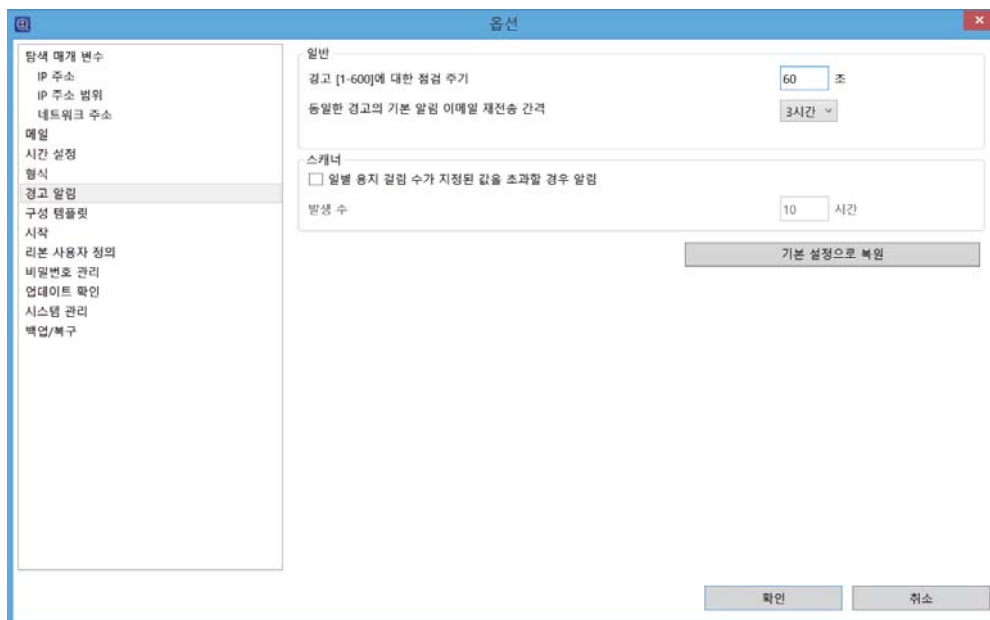 옵션
탐색 매개 변수
IP 주소
IP 주소 범위
네트워크 주소
메일
시간 설정
형식
경고 알림
구성 템플릿
시작
리본 사용자 정의
비밀번호 관리
업데이트 확인
시스템 관리
백업/복구
일반
경고 [1-600]에 대한 점검 주기 60 초
동일한 경고의 기본 알림 이메일 재전송 간격 3시간
스캐너
일별 용지 걸림 수가 지정된 값을 초과할 경우 알림
발생 수 10 시간
기본 설정으로 복원
확인 취소